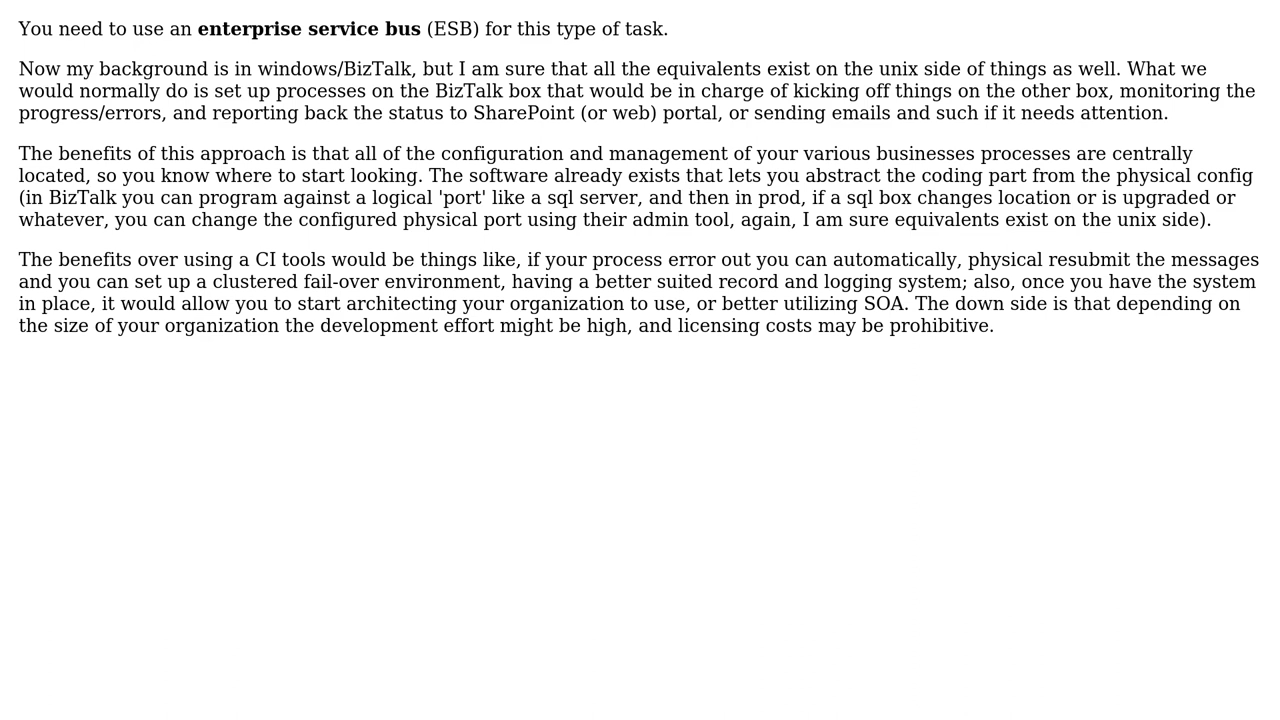 You need to use an enterprise service bus (ESB) for this type of task.
Now my background is in windows/BizTalk, but I am sure that all the equivalents exist on the unix side of things as well. What we
would normally do is set up processes on the BizTalk box that would be in charge of kicking off things on the other box, monitoring the
progress/errors, and reporting back the status to SharePoint (or web) portal, or sending emails and such if it needs attention.
The benefits of this approach is that all of the configuration and management of your various businesses processes are centrally
located, so you know where to start looking. The software already exists that lets you abstract the coding part from the physical config
(in BizTalk you can program against a logical 'port' like a sql server, and then in prod, if a sql box changes location or is upgraded or
whatever, you can change the configured physical port using their admin tool, again, I am sure equivalents exist on the unix side).
The benefits over using a CI tools would be things like, if your process error out you can automatically, physical resubmit the messages
and you can set up a clustered fail-over environment, having a better suited record and logging system; also, once you have the system
in place, it would allow you to start architecting your organization to use, or better utilizing SOA. The down side is that depending on
the size of your organization the development effort might be high, and licensing costs may be prohibitive.